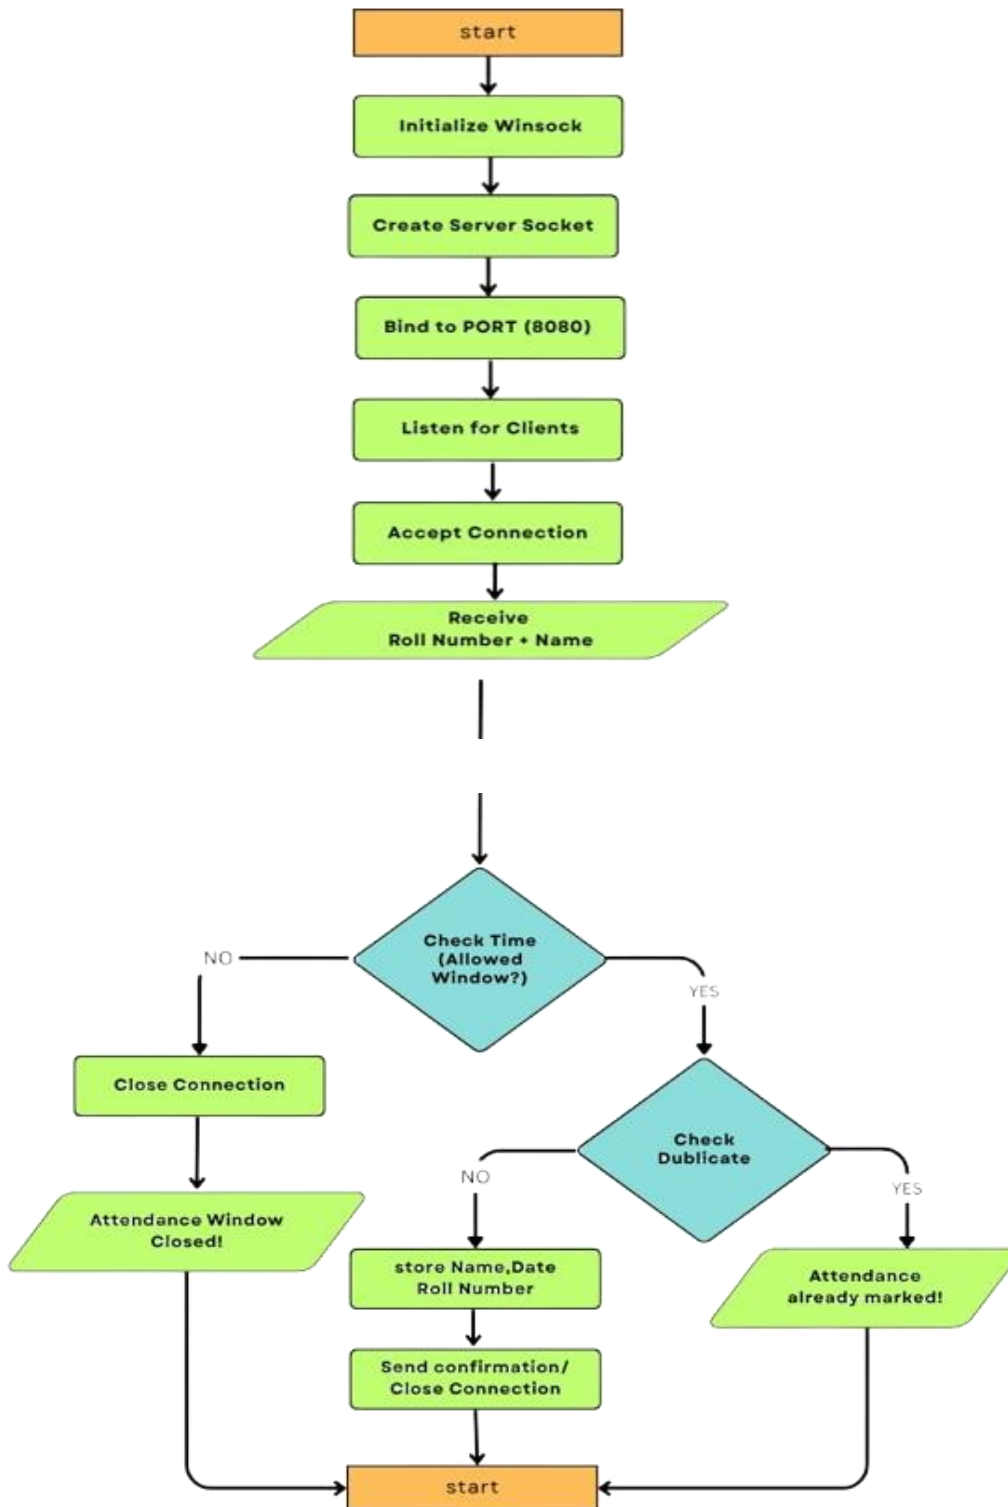 start
Initialize Winsock
Create Server Socket
Bind to PORT (8080)
Listen for Clients
Accept Connection
Receive
Roll Number + Name
Check Time
(Allowed
Window?)
NO
YES
Close Connection
Check
Dublicate
NO
YES
Attendance Window
Closed!
store Name,Date
Roll Number
Attendance
already marked!
Send confirmation/
Close Connection
start